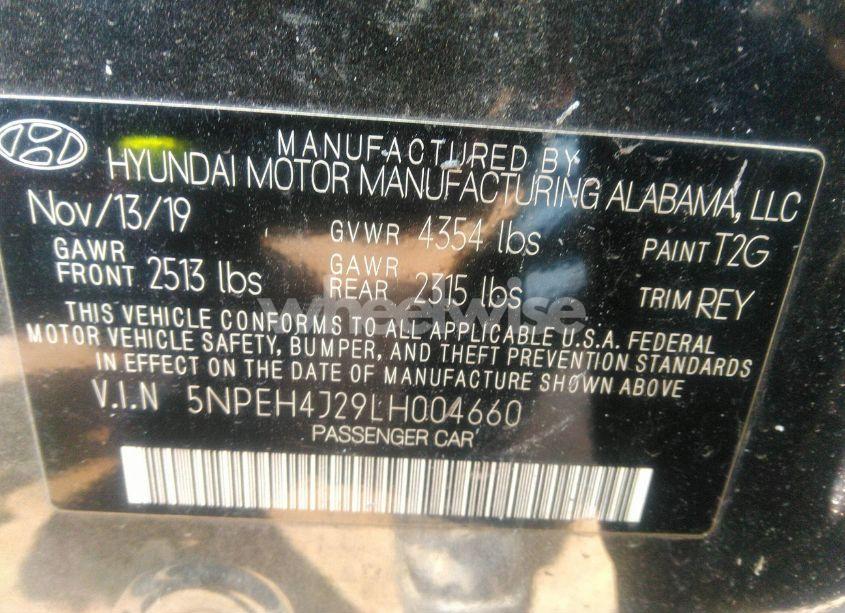 MANUFACTURED BY
HYUNDAI MOTOR MANUFACTURING ALABAMA, LLC
Nov/13/19 GVWR 4354 lbs PAINT T2G
GAWR FRONT 2513 lbs GAWR REAR 2315 lbs TRIM REY
wheelwise
THIS VEHICLE CONFORMS TO ALL APPLICABLE U.S.A. FEDERAL
MOTOR VEHICLE SAFETY, BUMPER, AND THEFT PREVENTION STANDARDS
IN EFFECT ON THE DATE OF MANUFACTURE SHOWN ABOVE
V.I.N 5NPEH4J29LH004660
PASSENGER CAR